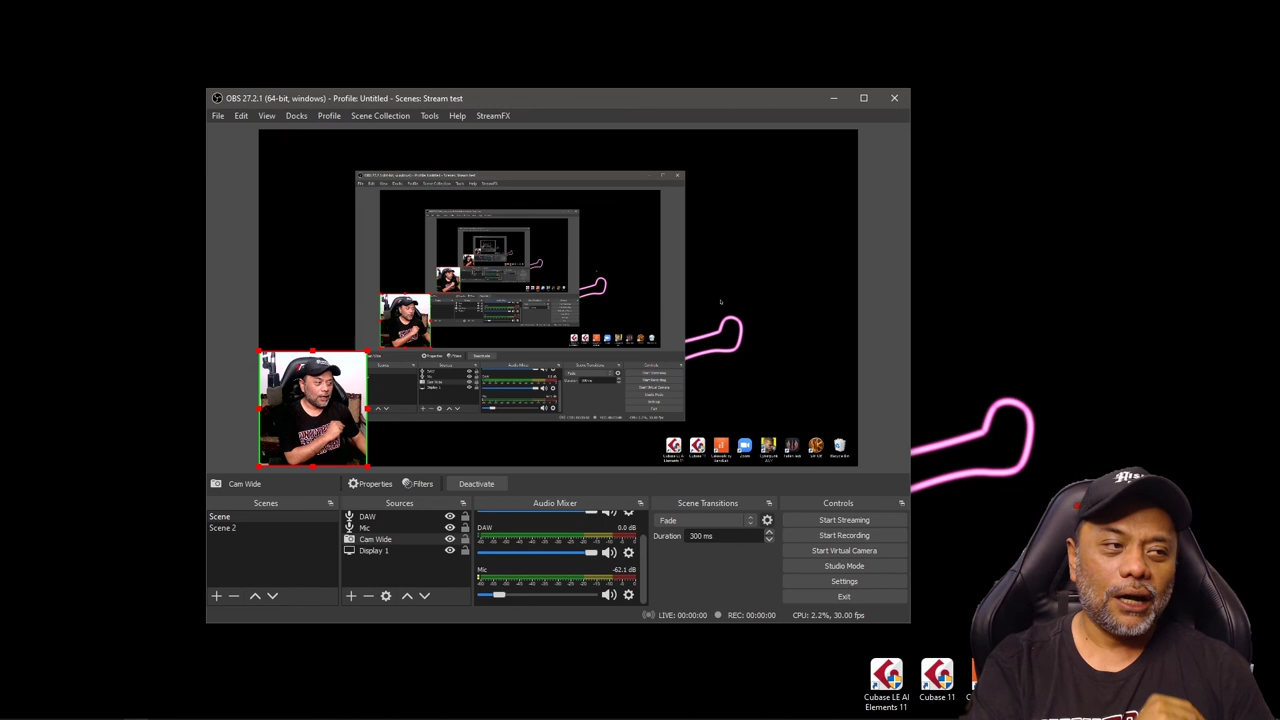 OBS 27.2.1 (64-bit, windows) - Profile: Untitled - Scenes: Stream test
File Edit View Docks Profile Scene Collection Tools Help StreamFX
Cam Wide Properties Filters Deactivate
Scenes
Scene
Scene 2
Sources
DAW
Mic
Cam Wide
Display 1
Audio Mixer
DAW 0.0 dB
Mic -62.1 dB
Scene Transitions
Fade
Duration 300 ms
Controls
Start Streaming
Start Recording
Start Virtual Camera
Studio Mode
Settings
Exit
LIVE: 00:00:00 REC: 00:00:00 CPU: 2.2%, 30.00 fps
Cubase LE AI
Elements 11
Cubase 11